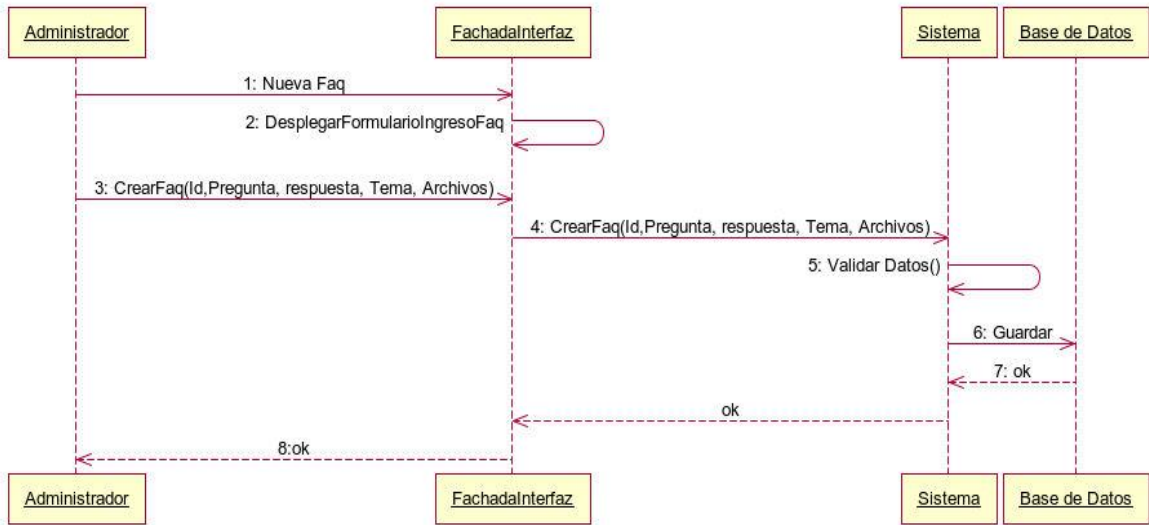 Administrador
FachadaInterfaz
Sistema
Base de Datos
1: Nueva Faq
2: DesplegarFormularioIngresoFaq
3: CrearFaq(Id,Pregunta, respuesta, Tema, Archivos)
4: CrearFaq(Id,Pregunta, respuesta, Tema, Archivos)
5: Validar Datos()
6: Guardar
7: ok
ok
8:ok
Administrador
FachadaInterfaz
Sistema
Base de Datos